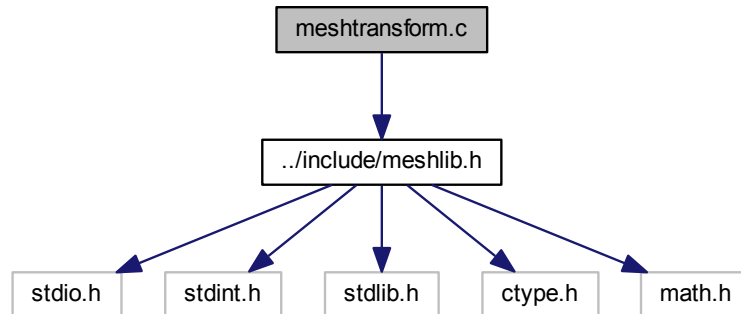 meshtransform.c
../include/meshlib.h
stdio.h
stdint.h
stdlib.h
ctype.h
math.h